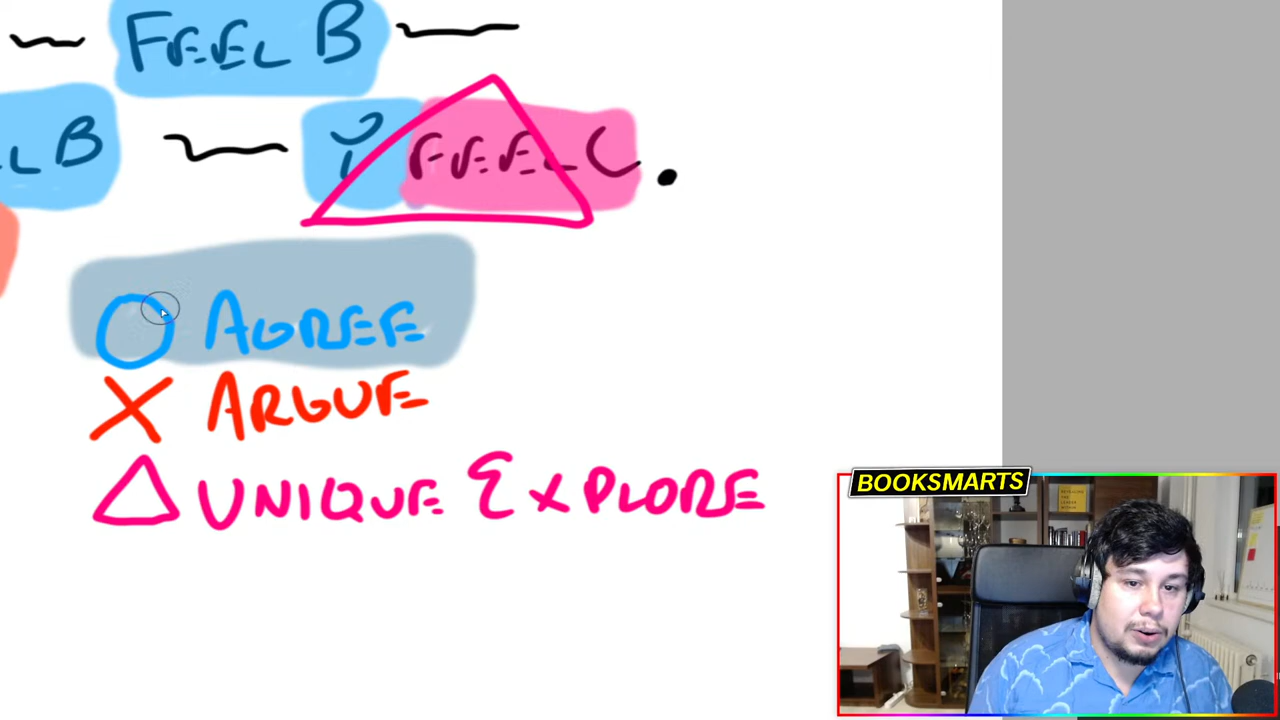 FEEL B
L B I FEEL C.
AGREE
ARGUE
UNIQUE EXPLORE
BOOKSMARTS